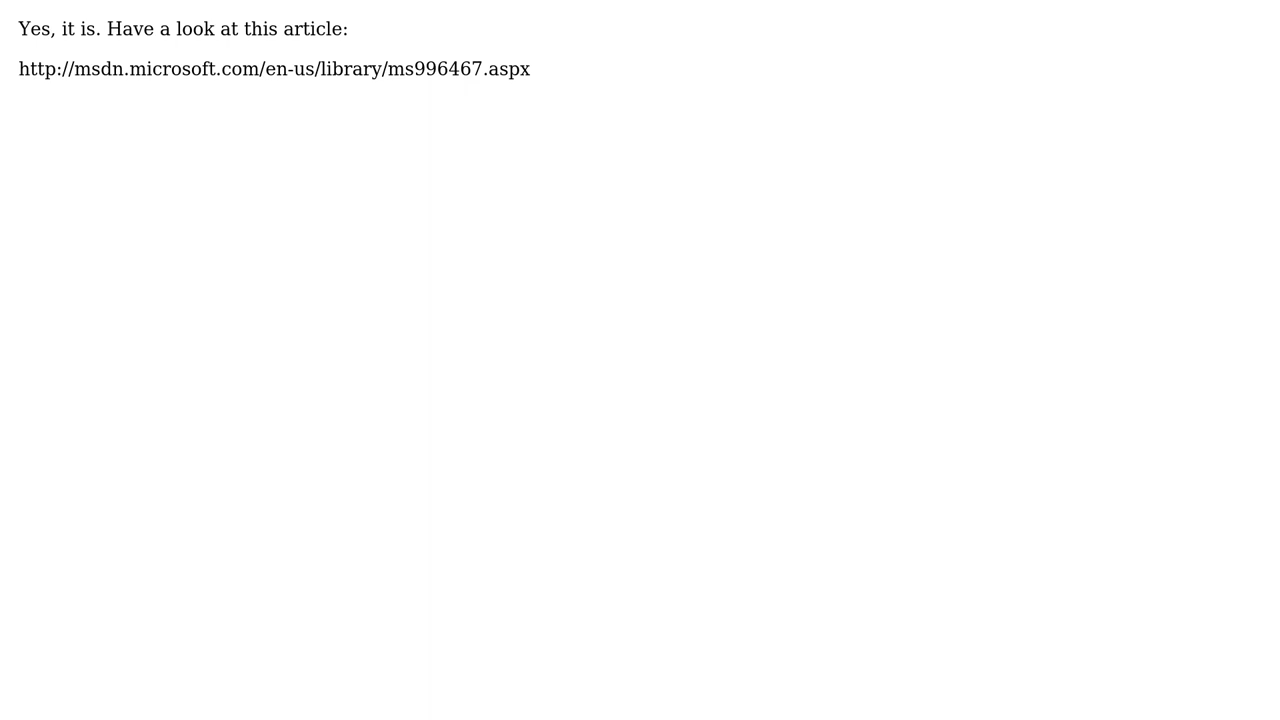 Yes, it is. Have a look at this article:
http://msdn.microsoft.com/en-us/library/ms996467.aspx